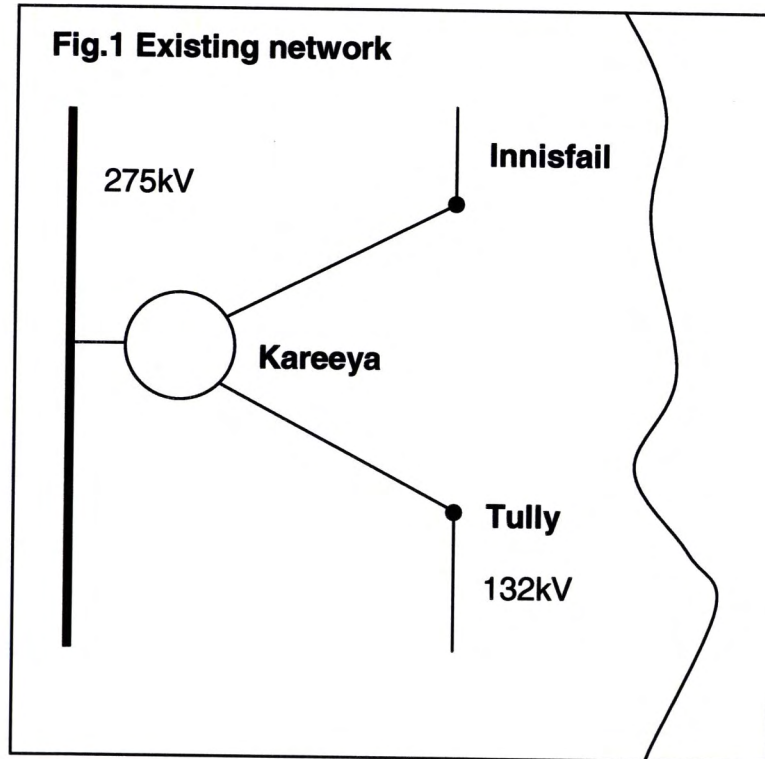 Fig.1 Existing network
275kV
Innisfail
Kareeya
Tully
132kV